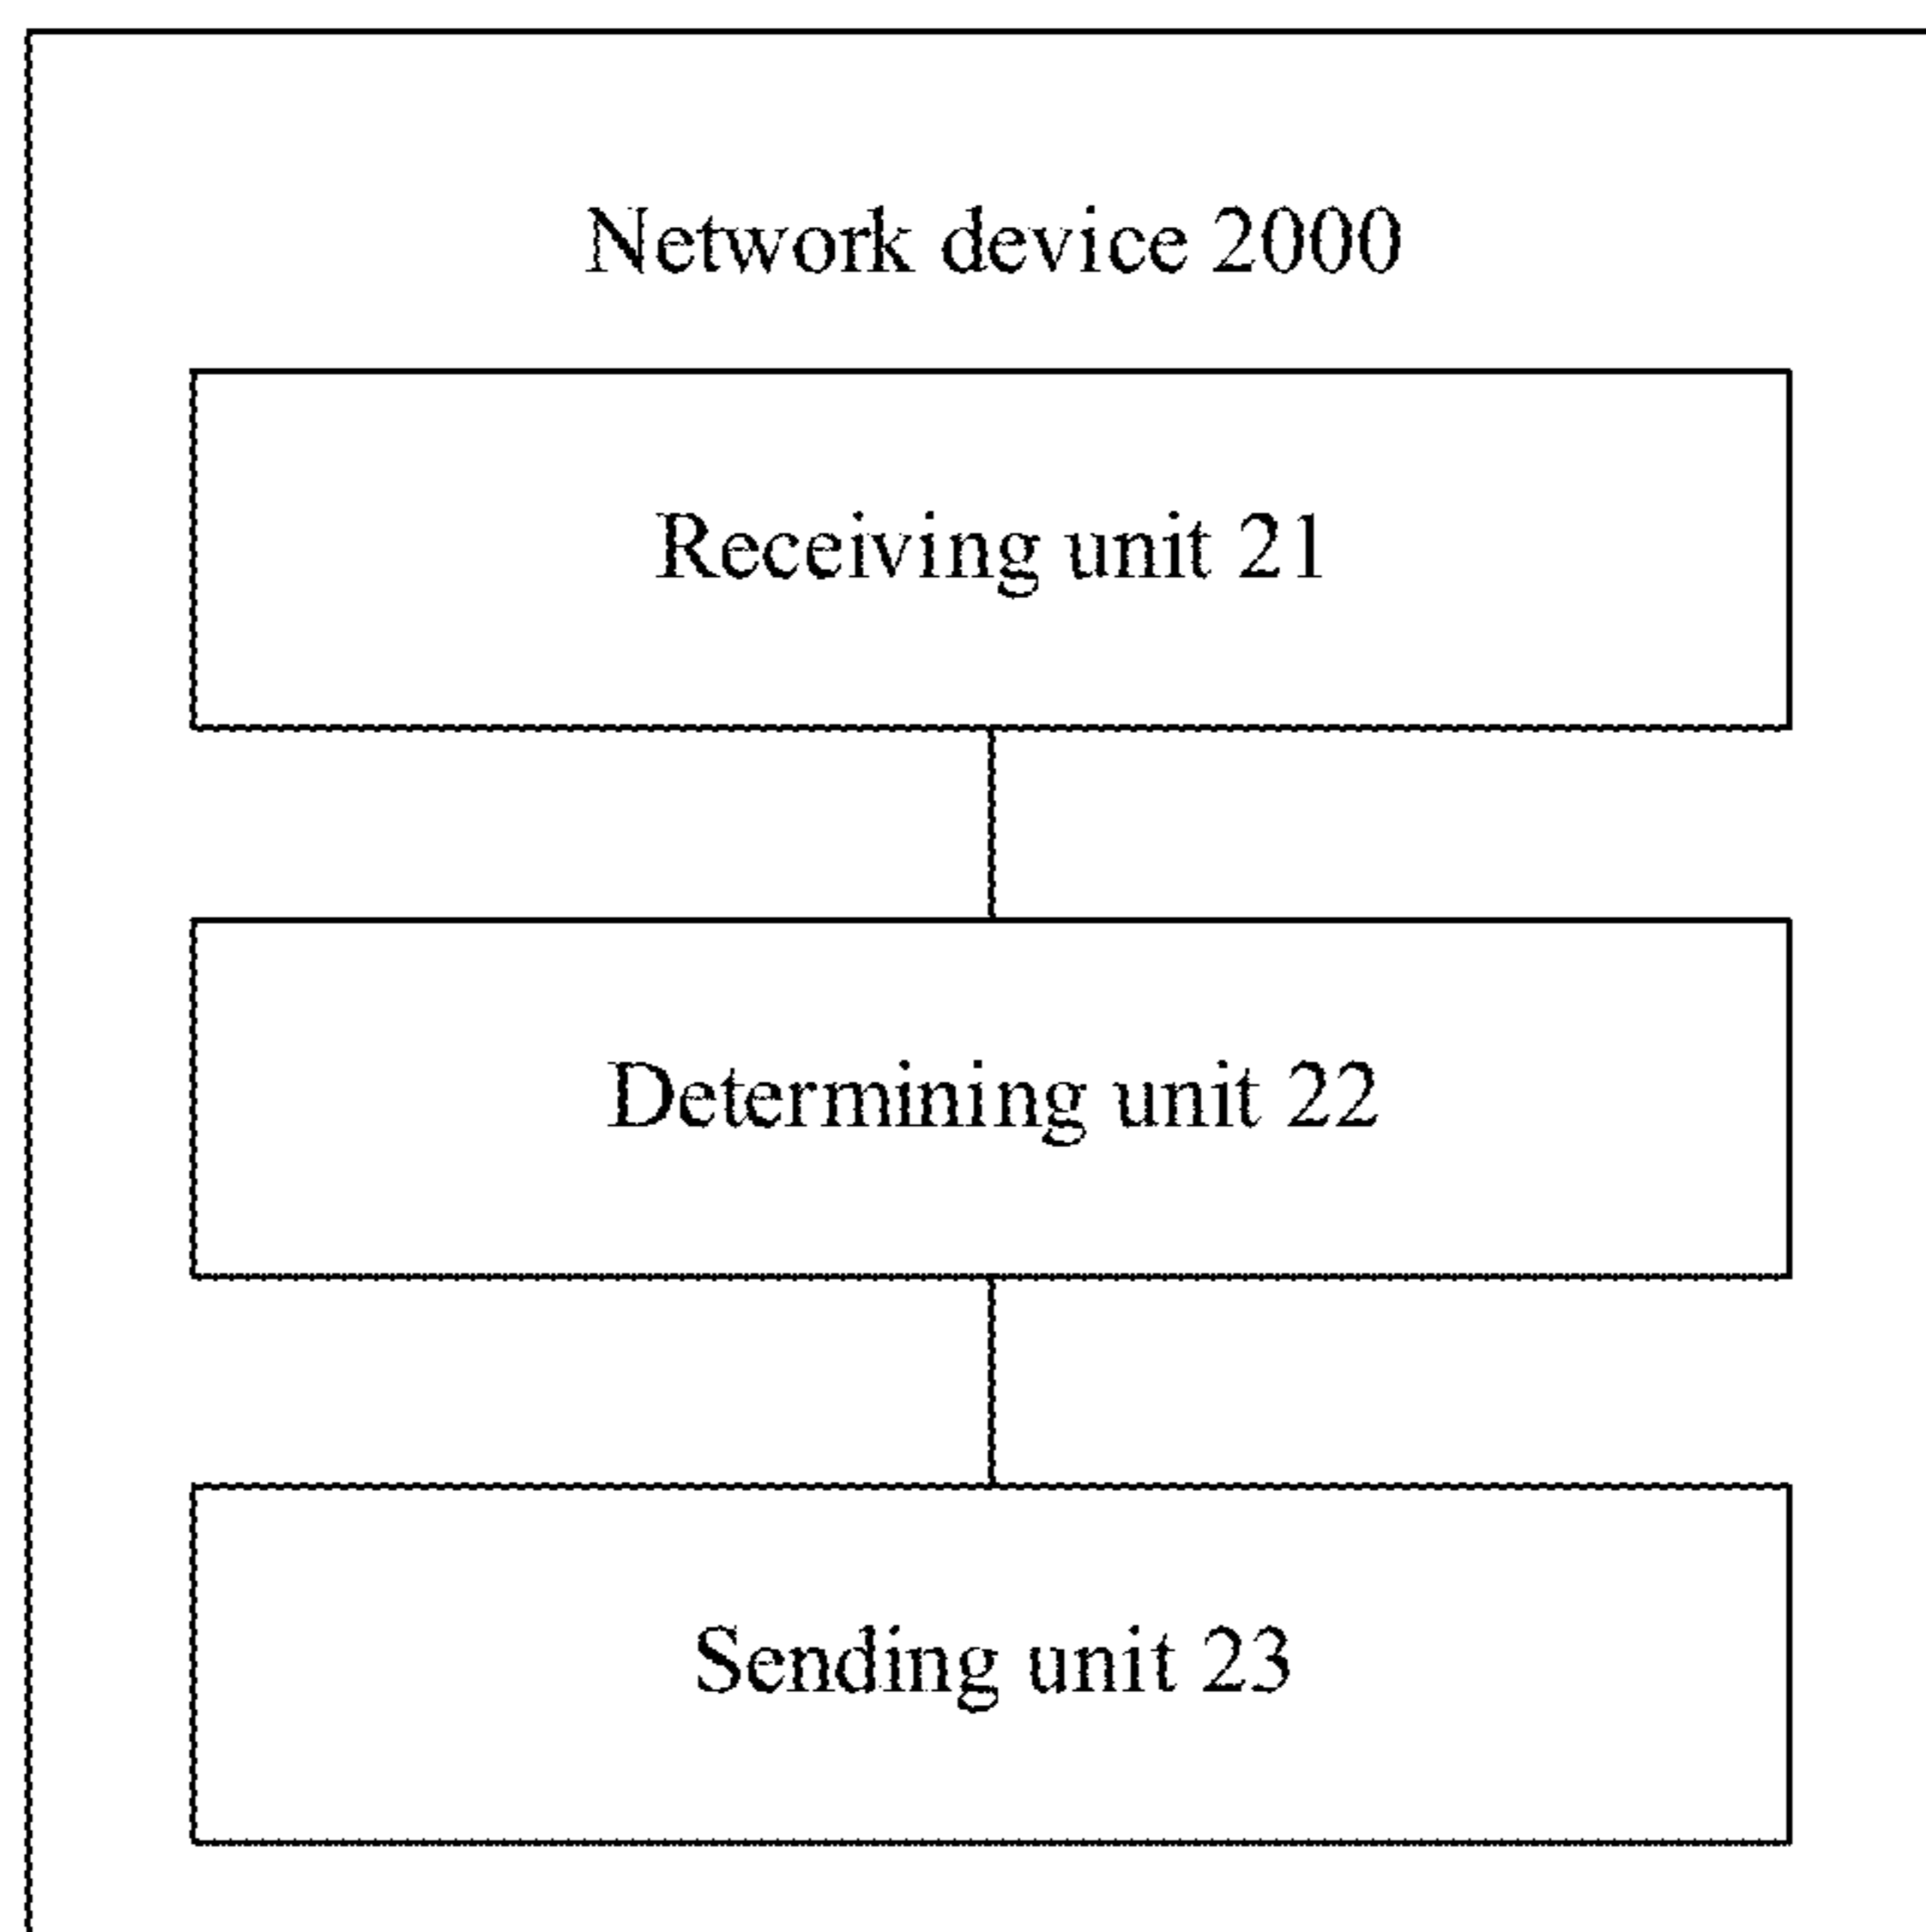 Network device 2000
Receiving unit 21
Determining unit 22
Sending unit 23